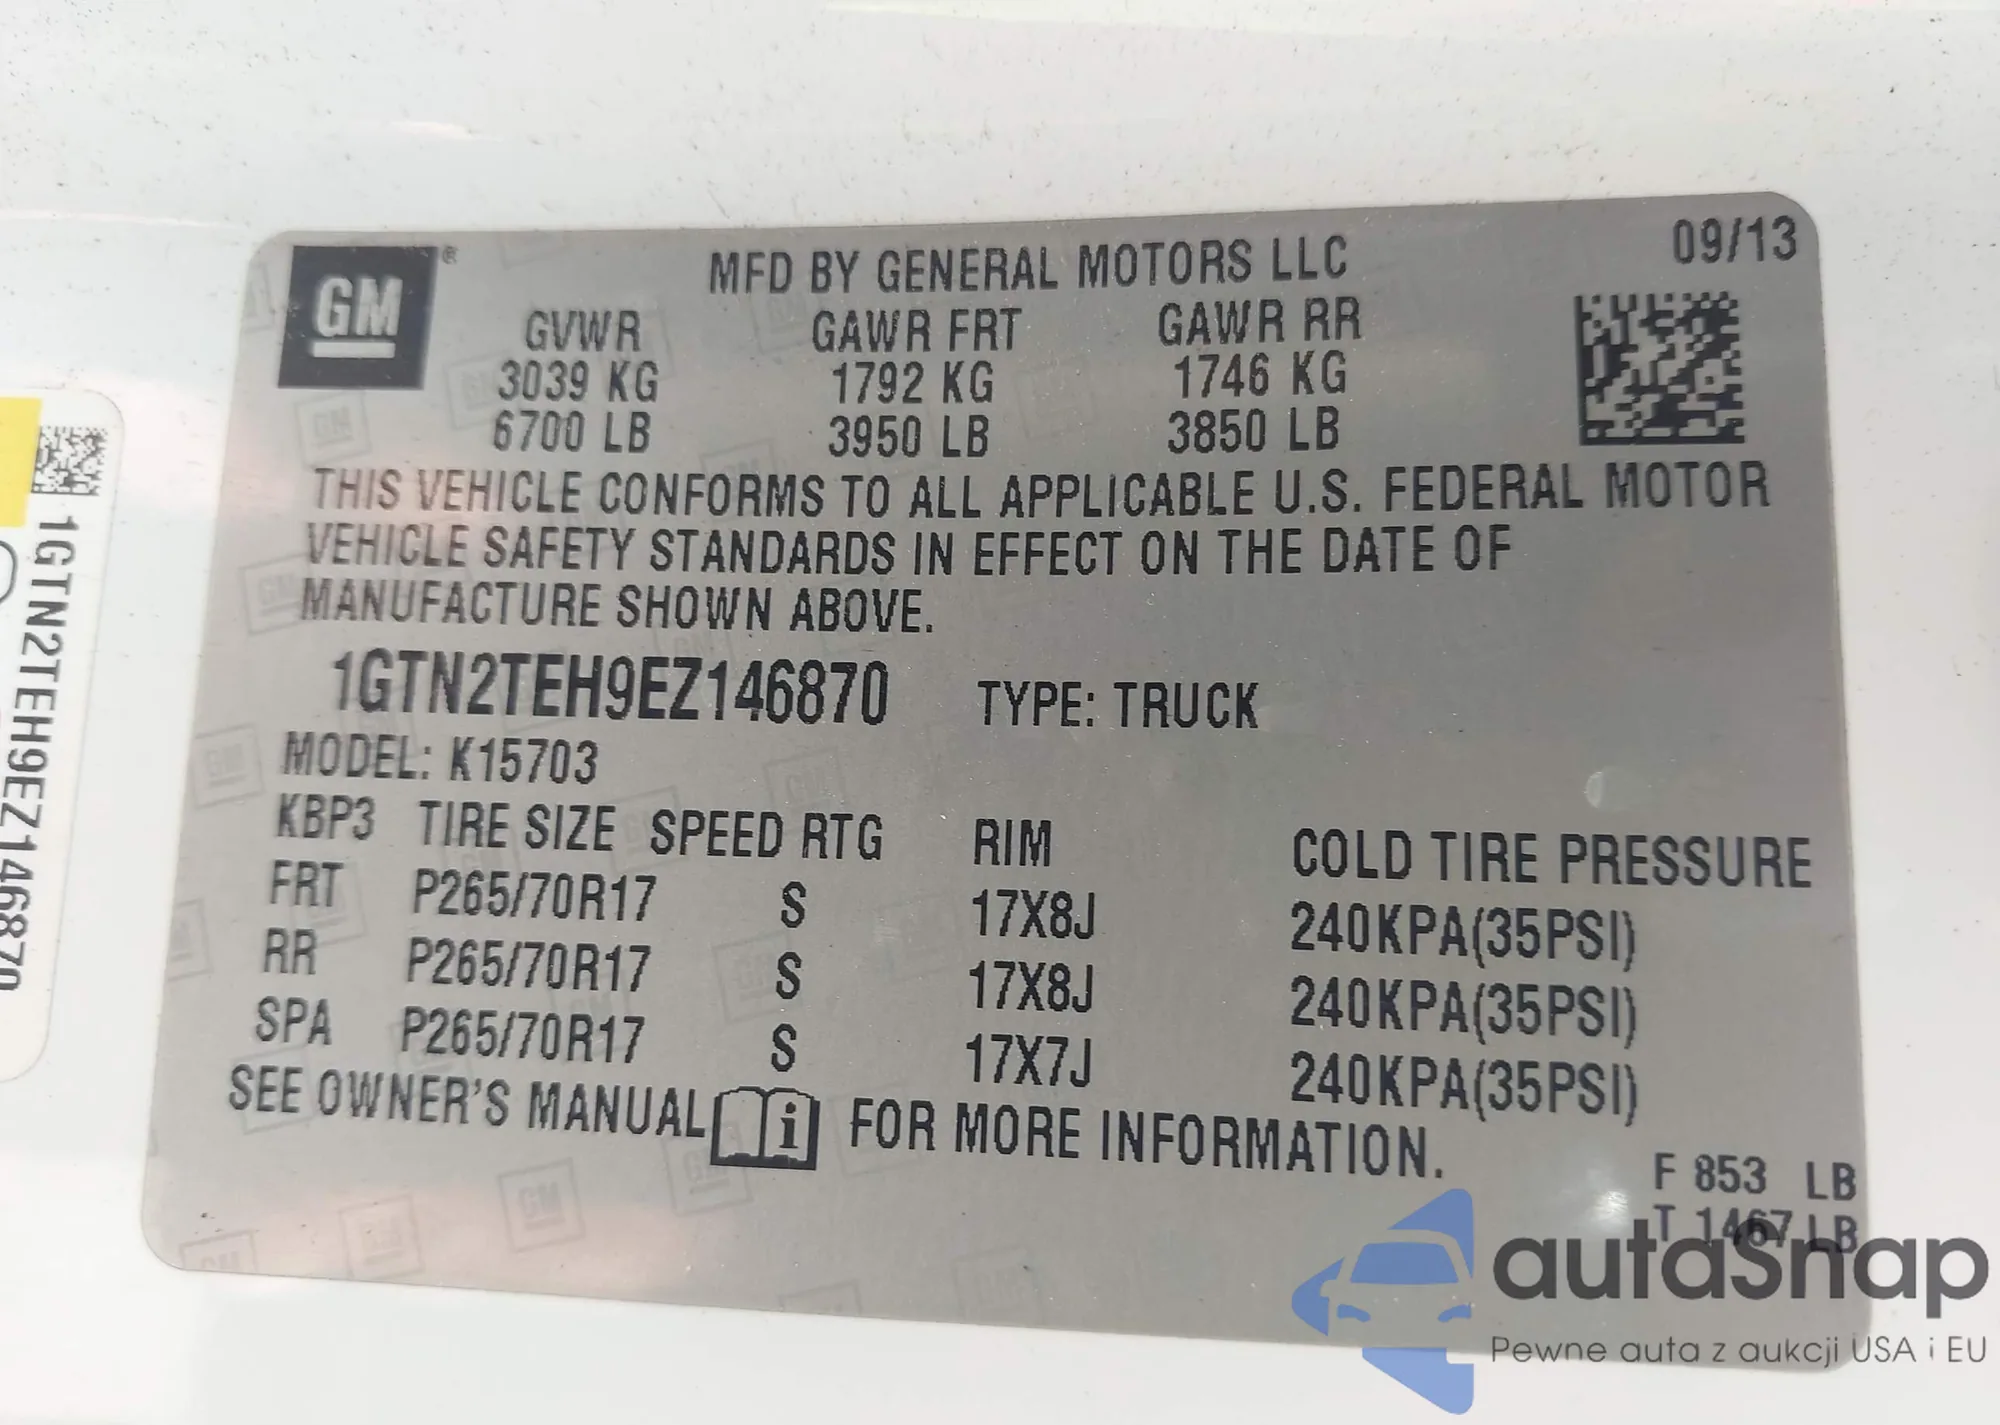 09/13
GM ®
MFD BY GENERAL MOTORS LLC
GVWR GAWR FRT GAWR RR
3039 KG 1792 KG 1746 KG
6700 LB 3950 LB 3850 LB
THIS VEHICLE CONFORMS TO ALL APPLICABLE U.S. FEDERAL MOTOR
VEHICLE SAFETY STANDARDS IN EFFECT ON THE DATE OF
MANUFACTURE SHOWN ABOVE.
1GTN2TEH9EZ146870 TYPE: TRUCK
MODEL: K15703
KBP3 TIRE SIZE SPEED RTG RIM COLD TIRE PRESSURE
FRT P265/70R17 S 17X8J 240KPA(35PSI)
RR P265/70R17 S 17X8J 240KPA(35PSI)
SPA P265/70R17 S 17X7J 240KPA(35PSI)
SEE OWNER'S MANUAL i FOR MORE INFORMATION.
F 853 LB
T 1467 LB
1GTN2TEH9EZ146870
autaSnap
Pewne auta z aukcji USA i EU